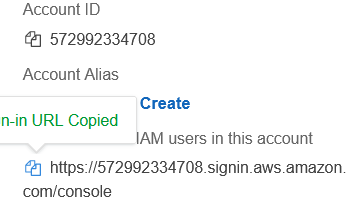 Account ID
572992334708
Account Alias
Create
n-in URL Copied
IAM users in this account
https://572992334708.signin.aws.amazon.
com/console